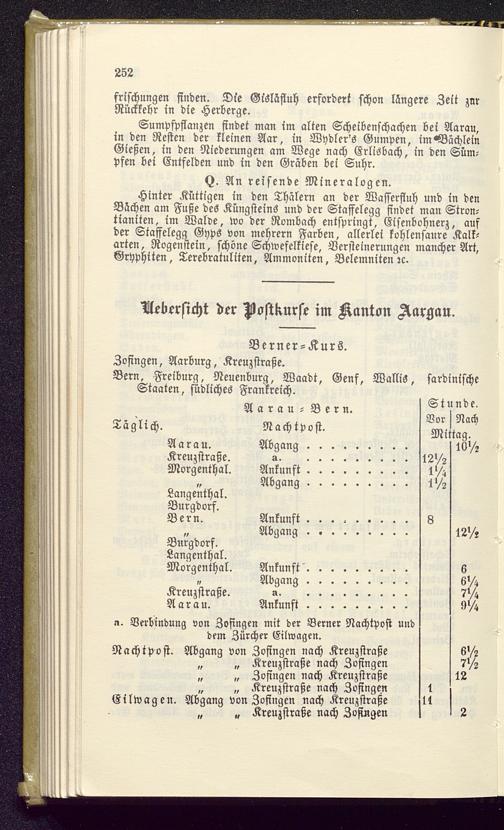 252
frischungen finden. Die Gisläfluh erfordert schon längere Zeit zur
Rückkehr in die Herberge.
Sumpfpflanzen findet man im alten Scheibenschachen bei Aarau,
in den Resten der kleinen Aar, in Wydler's Gumpen, im Bächlein
Gießen, in den Niederungen am Wege nach Erlisbach, in den Süm-
pfen bei Entfelden und in den Gräben bei Suhr.
Q. An reisende Mineralogen.
Hinter Küttigen in den Thälern an der Wasserfluh und in den
Bächen am Fuße des Küngsteins und der Staffelegg findet man Stron-
tianiten, im Walde, wo der Rombach entspringt, Eisenbohnerz, auf
der Staffelegg Gyps von mehrern Farben, allerlei kohlensaure Kalk-
arten, Rogenstein, schöne Schwefelkiese, Versteinerungen mancher Art,
Gryphiten, Terebratuliten, Ammoniten, Belemniten ꝛc.
Uebersicht der Postkurse im Kanton Aargau.
Berner-Kurs.
Zofingen, Aarburg, Kreuzstraße.
Bern, Freiburg, Neuenburg, Waadt, Genf, Wallis, sardinische
Staaten, südliches Frankreich.
Aarau-Bern. Stunde.
Täglich. Nachtpost. Vor Nach
Mittag.
Aarau. Abgang . . . . . . . . . 10½
Kreuzstraße. a. . . . . . . . . . 12½
Morgenthal. Ankunft . . . . . . . . . 1¼
„ Abgang . . . . . . . . . 1½
Langenthal.
Burgdorf.
Bern. Ankunft . . . . . . . . . 8
„ Abgang . . . . . . . . . 12½
Burgdorf.
Langenthal.
Morgenthal. Ankunft . . . . . . . . . 6
„ Abgang . . . . . . . . . 6¼
Kreuzstraße. a. . . . . . . . . . 7¼
Aarau. Ankunft . . . . . . . . . 9¼
a. Verbindung von Zofingen mit der Berner Nachtpost und
dem Zürcher Eilwagen.
Nachtpost. Abgang von Zofingen nach Kreuzstraße 6½
„ „ Kreuzstraße nach Zofingen 7½
„ „ Zofingen nach Kreuzstraße 12
„ „ Kreuzstraße nach Zofingen 1
Eilwagen. Abgang von Zofingen nach Kreuzstraße 11
„ „ Kreuzstraße nach Zofingen 2